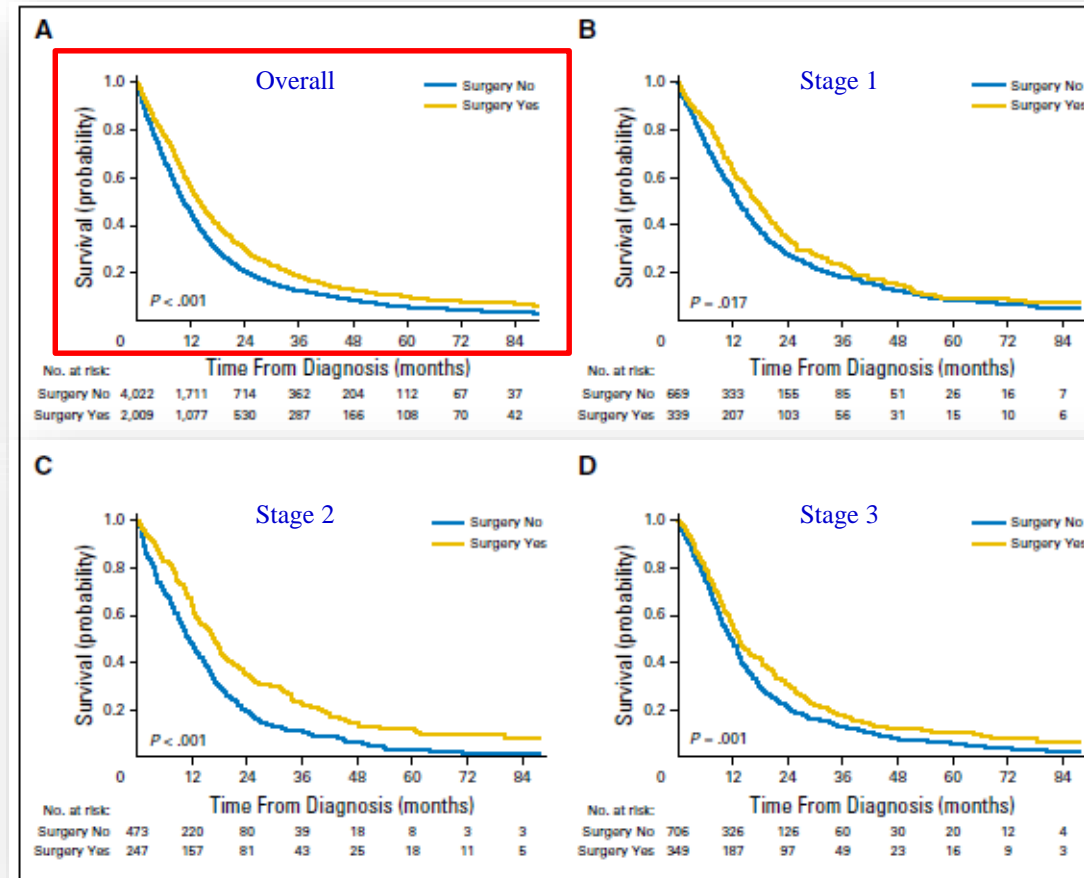 A
Overall
Surgery No
Surgery Yes
Survival (probability)
1.0
0.8
0.6
0.4
0.2
P < .001
0 12 24 36 48 60 72 84
Time From Diagnosis (months)
No. at risk:
Surgery No 4,022 1,711 714 362 204 112 67 37
Surgery Yes 2,009 1,077 530 287 166 108 70 42
B
Stage 1
Surgery No
Surgery Yes
Survival (probability)
1.0
0.8
0.6
0.4
0.2
P = .017
0 12 24 36 48 60 72 84
Time From Diagnosis (months)
No. at risk:
Surgery No 669 333 155 85 51 26 16 7
Surgery Yes 339 207 103 56 31 15 10 6
C
Stage 2
Surgery No
Surgery Yes
Survival (probability)
1.0
0.8
0.6
0.4
0.2
P < .001
0 12 24 36 48 60 72 84
Time From Diagnosis (months)
No. at risk:
Surgery No 473 220 80 39 18 8 3 3
Surgery Yes 247 157 81 43 25 18 11 5
D
Stage 3
Surgery No
Surgery Yes
Survival (probability)
1.0
0.8
0.6
0.4
0.2
P = .001
0 12 24 36 48 60 72 84
Time From Diagnosis (months)
No. at risk:
Surgery No 706 326 126 60 30 20 12 4
Surgery Yes 349 187 97 49 23 16 9 3